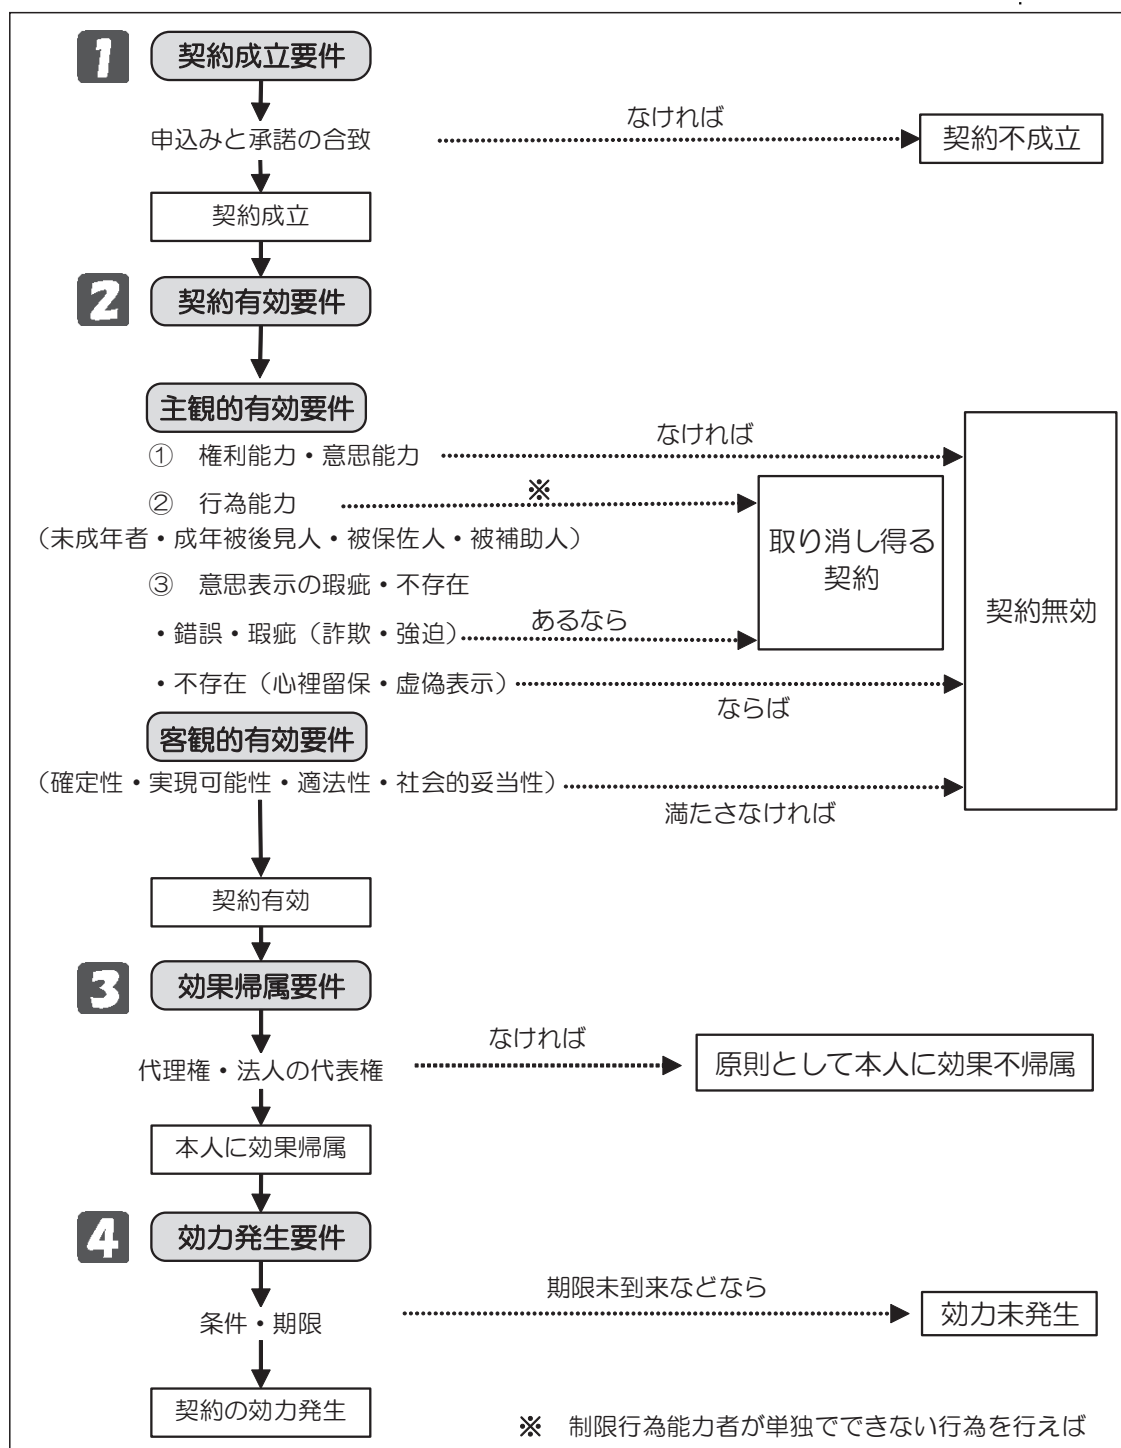 1 契約成立要件
申込みと承諾の合致
なければ
契約不成立
契約成立
2 契約有効要件
主観的有効要件
① 権利能力・意思能力
なければ
契約無効
② 行為能力
※
取り消し得る
契約
(未成年者・成年被後見人・被保佐人・被補助人)
③ 意思表示の瑕疵・不存在
・錯誤・瑕疵(詐欺・強迫)
あるなら
・不存在(心裡留保・虚偽表示)
ならば
客観的有効要件
(確定性・実現可能性・適法性・社会的妥当性)
満たさなければ
契約有効
3 効果帰属要件
代理権・法人の代表権
なければ
原則として本人に効果不帰属
本人に効果帰属
4 効力発生要件
条件・期限
期限未到来などなら
効力未発生
契約の効力発生
※ 制限行為能力者が単独でできない行為を行えば